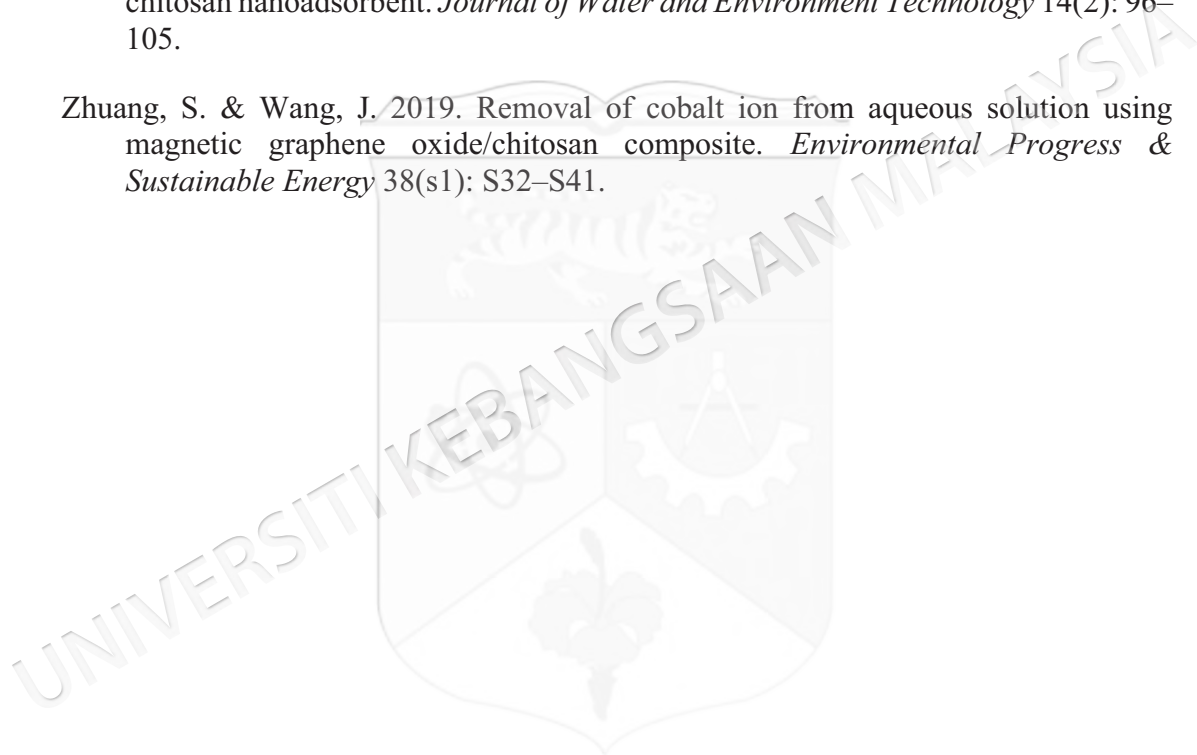 chitosan nanoadsorbent. Journal of Water and Environment Technology 14(2): 96–
105.
Zhuang, S. & Wang, J. 2019. Removal of cobalt ion from aqueous solution using
magnetic graphene oxide/chitosan composite. Environmental Progress &
Sustainable Energy 38(s1): S32–S41.
UNIVERSITI KEBANGSAAN MALAYSIA